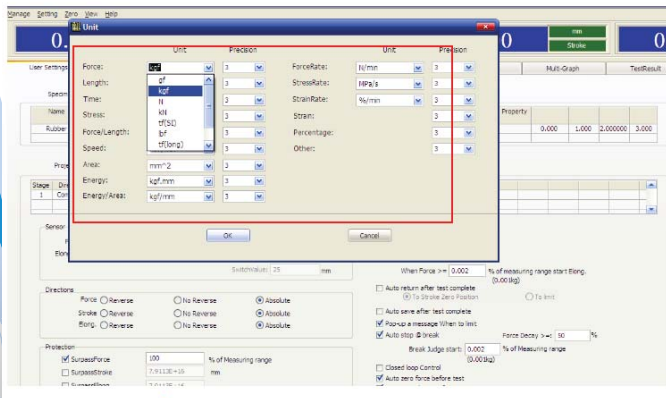 Manage Setting Zero View Help
Unit
0.
0
mm
Stroke
0
User Settings
Multi-Graph
TestResult
Unit Precision Unit Precision
Force: kgf 3 ForceRate: N/min 3
Length: 3 StressRate: MPa/s 3
Time: 3 StrainRate: %/min 3
Stress: 3 Strain: 3
Force/Length: 3 Percentage: 3
Speed: 3 Other: 3
Area: mm^2 3
Energy: kgf.mm 3
Energy/Area: kgf/mm 3
gf
kgf
N
kN
tf(SI)
lbf
tf(long)
OK Cancel
Name
Property
Rubber
0.000 1.000 2.000000 3.000
Stage
1
Sensor
SwitchValue: 25 mm
When Force >= 0.002 % of measuring range start Elong.
(0.001kg)
Directions
Force Reverse No Reverse Absolute
Stroke Reverse No Reverse Absolute
Elong. Reverse No Reverse Absolute
Auto return after test complete
To Stroke Zero Position To limit
Auto save after test complete
Pop-up a message When to limit
Auto stop @ break Force Decay >=: 50 %
Break Judge start: 0.002 % of Measuring range
(0.001kg)
Closed loop Control
Auto zero force before test
Protection
SurpassForce 100 % of Measuring range
SurpassStroke 7.9113E+16 mm
SurpassElong